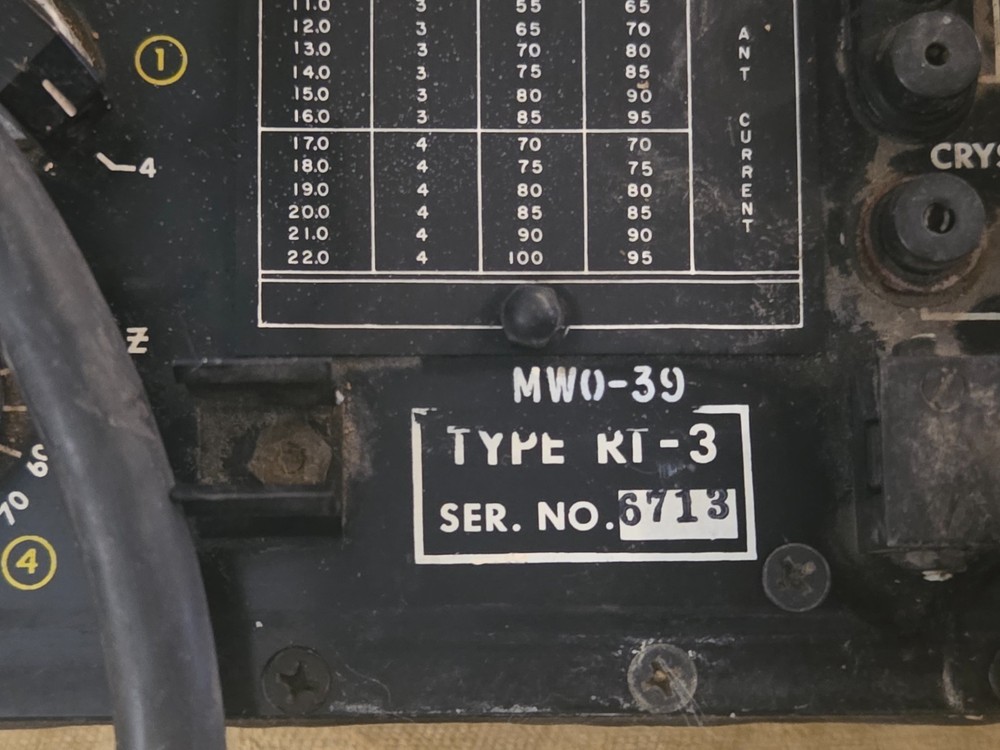 11.0 3 55 65
12.0 3 65 70
13.0 3 70 80
14.0 3 75 85
15.0 3 80 90
16.0 3 85 95
17.0 4 70 70
18.0 4 75 75
19.0 4 80 80
20.0 4 85 85
21.0 4 90 90
22.0 4 100 95
ANT CURRENT
1
4
CRYS
Z
70
4
MWO-39
TYPE RT-3
SER. NO. 6713